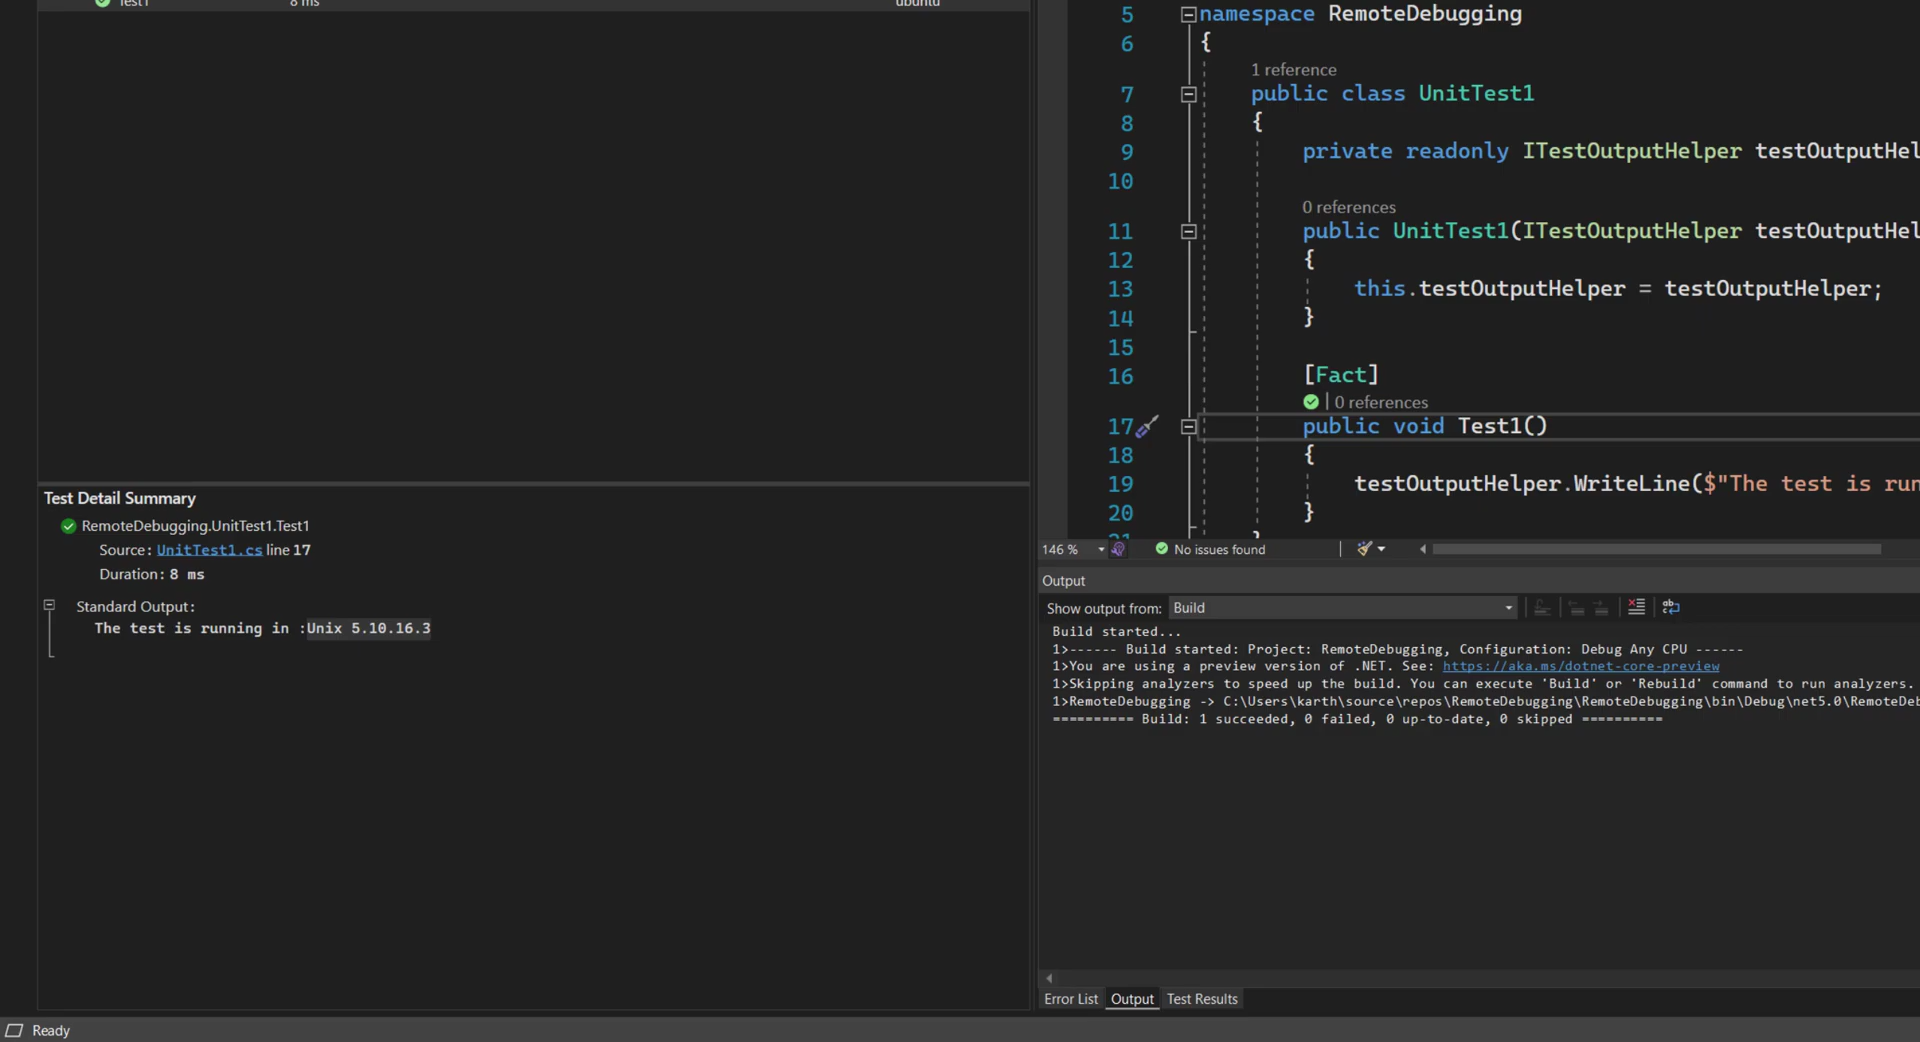 Test1 8 ms ubuntu
Test Detail Summary
RemoteDebugging.UnitTest1.Test1
Source: UnitTest1.cs line 17
Duration: 8 ms
Standard Output:
The test is running in :Unix 5.10.16.3
5 namespace RemoteDebugging
6 {
1 reference
7 public class UnitTest1
8 {
9 private readonly ITestOutputHelper testOutputHel
10
0 references
11 public UnitTest1(ITestOutputHelper testOutputHel
12 {
13 this.testOutputHelper = testOutputHelper;
14 }
15
16 [Fact]
| 0 references
17 public void Test1()
18 {
19 testOutputHelper.WriteLine($"The test is run
20 }
21 }
146 % No issues found
Output
Show output from: Build
Build started...
1>------ Build started: Project: RemoteDebugging, Configuration: Debug Any CPU ------
1>You are using a preview version of .NET. See: https://aka.ms/dotnet-core-preview
1>Skipping analyzers to speed up the build. You can execute 'Build' or 'Rebuild' command to run analyzers.
1>RemoteDebugging -> C:\Users\karth\source\repos\RemoteDebugging\RemoteDebugging\bin\Debug\net5.0\RemoteDeb
========== Build: 1 succeeded, 0 failed, 0 up-to-date, 0 skipped ==========
Error List Output Test Results
Ready